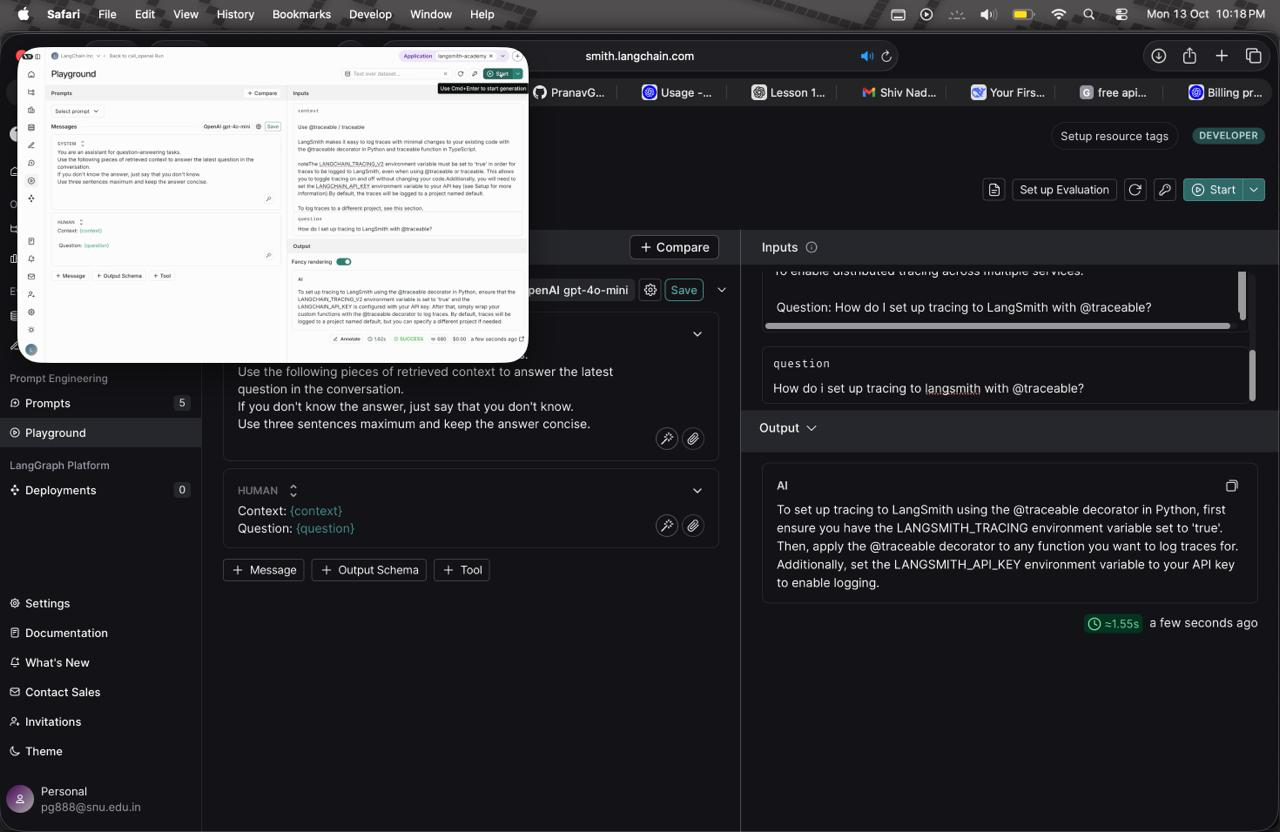 Safari File Edit View History Bookmarks Develop Window Help Mon 13 Oct 10:18 PM
smith.langchain.com
PranavG... Usage -... Lesson 1... Shiv Nad... Your Firs... free api... Billing pr...
Setup resource tags DEVELOPER
Set up Evaluation Start
LangChain Inc Back to call_openai Run Application langsmith-academy
Playground Test over dataset... Start
Use Cmd+Enter to start generation
Prompts + Compare
Select prompt
Messages OpenAI gpt-4o-mini Save
SYSTEM
You are an assistant for question-answering tasks.
Use the following pieces of retrieved context to answer the latest question in the
conversation.
If you don't know the answer, just say that you don't know.
Use three sentences maximum and keep the answer concise.
HUMAN
Context: {context}
Question: {question}
+ Message + Output Schema + Tool
Inputs
context
Use @traceable / traceable
LangSmith makes it easy to log traces with minimal changes to your existing code with
the @traceable decorator in Python and traceable function in TypeScript.
noteThe LANGCHAIN_TRACING_V2 environment variable must be set to 'true' in order for
traces to be logged to LangSmith, even when using @traceable or traceable. This allows
you to toggle tracing on and off without changing your code.Additionally, you will need to
set the LANGCHAIN_API_KEY environment variable to your API key (see Setup for more
information).By default, the traces will be logged to a project named default.
To log traces to a different project, see this section.
question
How do I set up tracing to LangSmith with @traceable?
Output
Fancy rendering
AI
To set up tracing to LangSmith using the @traceable decorator in Python, ensure that the
LANGCHAIN_TRACING_V2 environment variable is set to 'true' and the
LANGCHAIN_API_KEY is configured with your API key. After that, simply wrap your
custom functions with the @traceable decorator to log traces. By default, traces will be
logged to a project named default, but you can specify a different project if needed.
Annotate 1.62s SUCCESS 680 $0.00 a few seconds ago
Prompt Engineering
Prompts 5
Playground
LangGraph Platform
Deployments 0
Settings
Documentation
What's New
Contact Sales
Invitations
Theme
Personal
pg888@snu.edu.in
+ Compare
penAI gpt-4o-mini Save
Use the following pieces of retrieved context to answer the latest
question in the conversation.
If you don't know the answer, just say that you don't know.
Use three sentences maximum and keep the answer concise.
HUMAN
Context: {context}
Question: {question}
+ Message + Output Schema + Tool
Inputs
To enable distributed tracing across multiple services.
Question: How do I set up tracing to LangSmith with @traceable?
question
How do i set up tracing to langsmith with @traceable?
Output
AI
To set up tracing to LangSmith using the @traceable decorator in Python, first
ensure you have the LANGSMITH_TRACING environment variable set to 'true'.
Then, apply the @traceable decorator to any function you want to log traces for.
Additionally, set the LANGSMITH_API_KEY environment variable to your API key
to enable logging.
≈1.55s a few seconds ago